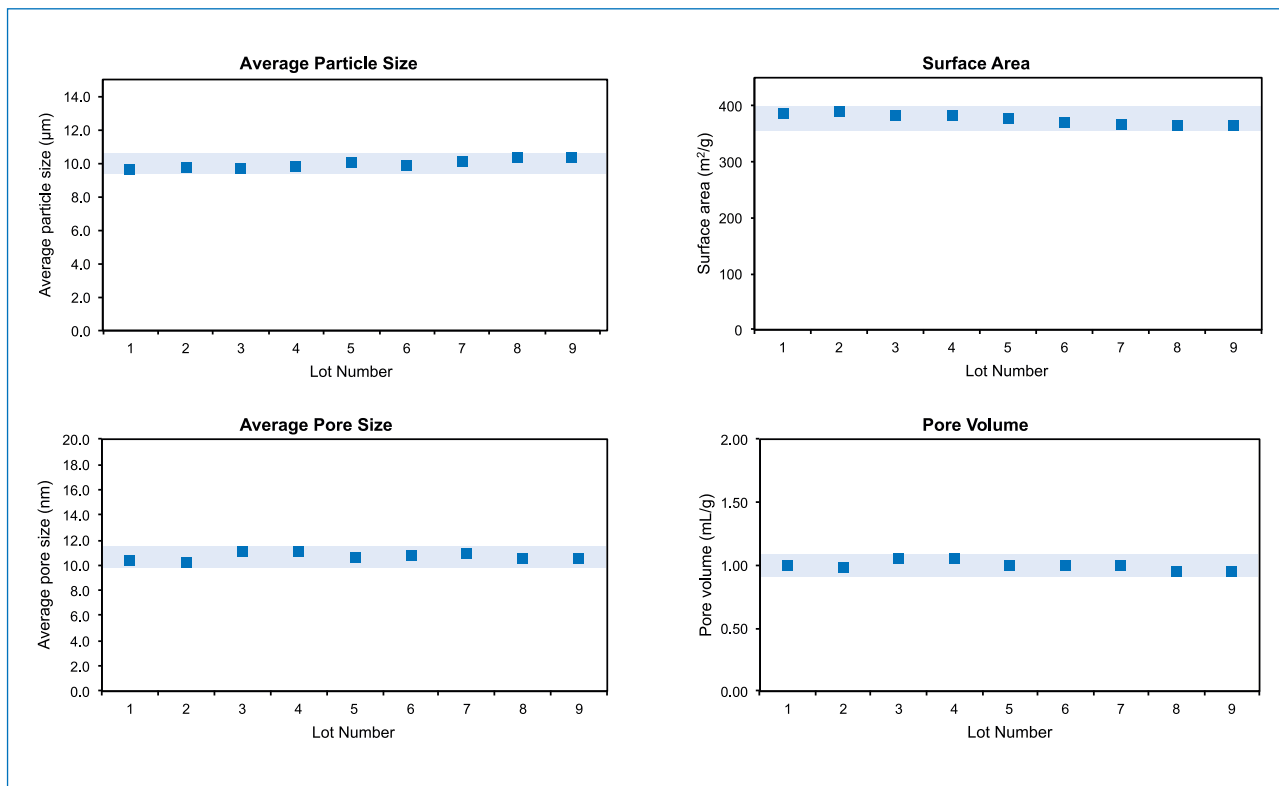 Average Particle Size
Average particle size (µm)
14.0
12.0
10.0
8.0
6.0
4.0
2.0
0.0
1 2 3 4 5 6 7 8 9
Lot Number
Surface Area
Surface area (m²/g)
400
300
200
100
0
1 2 3 4 5 6 7 8 9
Lot Number
Average Pore Size
Average pore size (nm)
20.0
18.0
16.0
14.0
12.0
10.0
8.0
6.0
4.0
2.0
0.0
1 2 3 4 5 6 7 8 9
Lot Number
Pore Volume
Pore volume (mL/g)
2.00
1.50
1.00
0.50
0.00
1 2 3 4 5 6 7 8 9
Lot Number